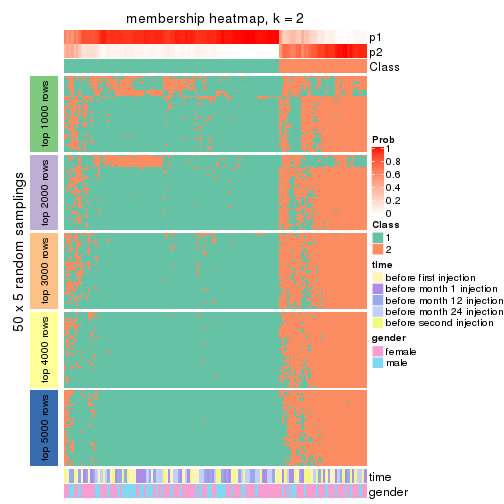 membership heatmap, k = 2
p1
p2
Class
50 x 5 random samplings
top 1000 rows
top 2000 rows
top 3000 rows
top 4000 rows
top 5000 rows
time
gender
Prob
1
0.8
0.6
0.4
0.2
0
Class
1
2
time
before first injection
before month 1 injection
before month 12 injection
before month 24 injection
before second injection
gender
female
male